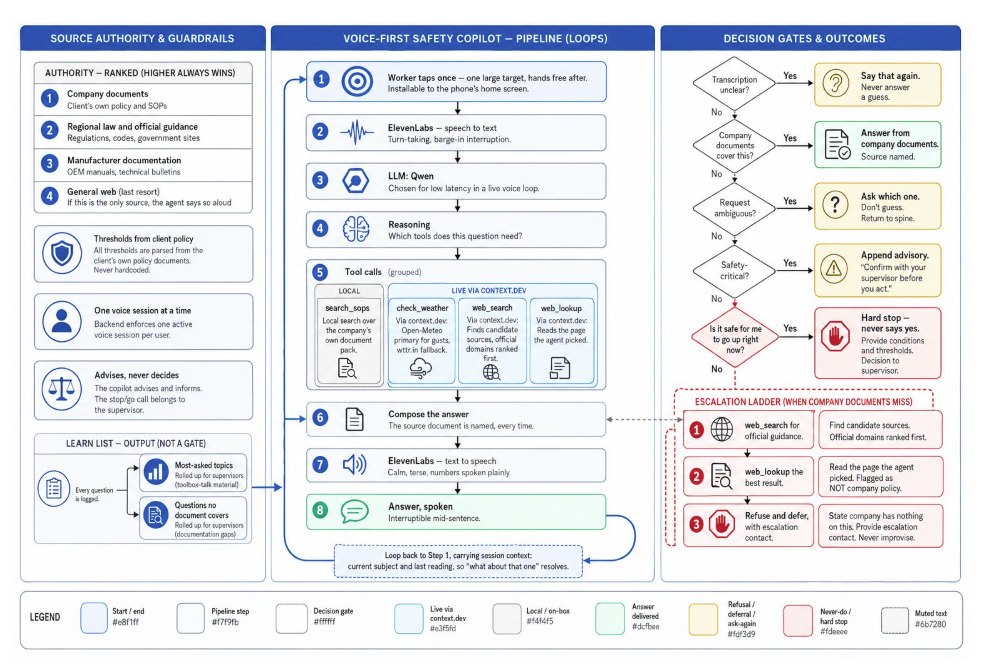 SOURCE AUTHORITY & GUARDRAILS
AUTHORITY — RANKED (HIGHER ALWAYS WINS)
1
Company documents
Client's own policy and SOPs
2
Regional law and official guidance
Regulations, codes, government sites
3
Manufacturer documentation
OEM manuals, technical bulletins
4
General web (last resort)
If this is the only source, the agent says so aloud
Thresholds from client policy
All thresholds are parsed from the
client's own policy documents.
Never hardcoded.
One voice session at a time
Backend enforces one active
voice session per user.
Advises, never decides
The copilot advises and informs.
The stop/go call belongs to
the supervisor.
LEARN LIST — OUTPUT (NOT A GATE)
Every question
is logged.
Most-asked topics
Rolled up for supervisors
(toolbox-talk material)
Questions no
document covers
Rolled up for supervisors
(documentation gaps)
VOICE-FIRST SAFETY COPILOT — PIPELINE (LOOPS)
1
Worker taps once — one large target, hands free after.
Installable to the phone's home screen.
2
ElevenLabs — speech to text
Turn-taking, barge-in interruption.
3
LLM: Qwen
Chosen for low latency in a live voice loop.
4
Reasoning
Which tools does this question need?
5
Tool calls (grouped)
LOCAL
search_sops
Local search over
the company's
own document
pack.
LIVE VIA CONTEXT.DEV
check_weather
Via context.dev:
Open-Meteo
primary for gusts,
wttr.in fallback.
web_search
Via context.dev:
Finds candidate
sources, official
domains ranked
first.
web_lookup
Via context.dev:
Reads the page
the agent picked.
6
Compose the answer
The source document is named, every time.
7
ElevenLabs — text to speech
Calm, terse, numbers spoken plainly.
8
Answer, spoken
Interruptible mid-sentence.
Loop back to Step 1, carrying session context:
current subject and last reading, so "what about that one" resolves.
DECISION GATES & OUTCOMES
Transcription
unclear?
Yes
Say that again.
Never answer
a guess.
No
Company
documents
cover this?
Yes
Answer from
company documents.
Source named.
No
Request
ambiguous?
Yes
?
Ask which one.
Don't guess.
Return to spine.
No
Safety-
critical?
Yes
Append advisory.
"Confirm with your
supervisor before
you act."
No
Is it safe for me
to go up right
now?
Yes
Hard stop —
never says yes.
Provide conditions
and thresholds.
Decision to
supervisor.
No
ESCALATION LADDER (WHEN COMPANY DOCUMENTS MISS)
1
web_search for
official guidance.
Find candidate sources.
Official domains ranked first.
2
web_lookup the
best result.
Read the page the agent
picked. Flagged as
NOT company policy.
3
Refuse and defer,
with escalation
contact.
State company has nothing
on this. Provide escalation
contact. Never improvise.
LEGEND
Start / end
#e8f1ff
Pipeline step
#f7f9fb
Decision gate
#ffffff
Live via
context.dev
#e3f5fd
Local / on-box
#f4f4f5
Answer
delivered
#dcfbee
Refusal /
deferral /
ask-again
#fdf3d9
Never-do /
hard stop
#fdeeee
Muted text
#6b7280